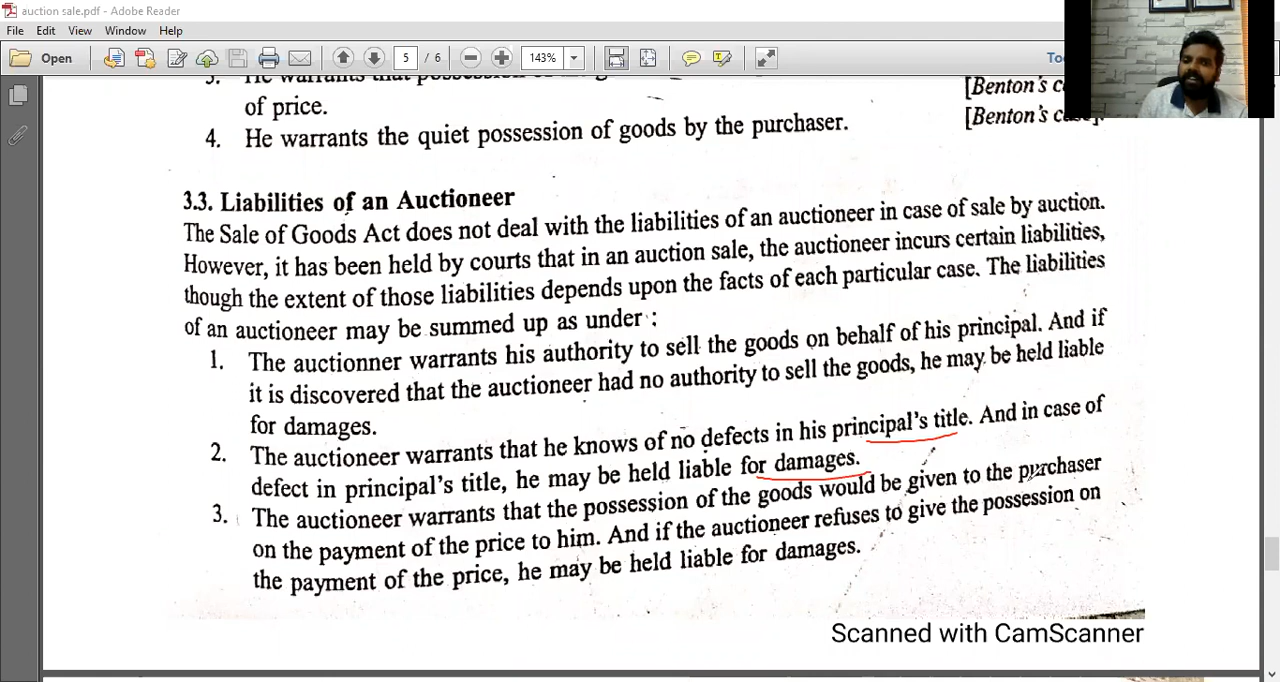 auction sale.pdf - Adobe Reader
File Edit View Window Help
Open 5 / 6 143%
of price.
[Benton's
4. He warrants the quiet possession of goods by the purchaser.
[Benton's
3.3. Liabilities of an Auctioneer
The Sale of Goods Act does not deal with the liabilities of an auctioneer in case of sale by auction.
However, it has been held by courts that in an auction sale, the auctioneer incurs certain liabilities,
though the extent of those liabilities depends upon the facts of each particular case. The liabilities
of an auctioneer may be summed up as under :
1. The auctionner warrants his authority to sell the goods on behalf of his principal. And if
it is discovered that the auctioneer had no authority to sell the goods, he may be held liable
for damages.
2. The auctioneer warrants that he knows of no defects in his principal's title. And in case of
defect in principal's title, he may be held liable for damages.
3. The auctioneer warrants that the possession of the goods would be given to the purchaser
on the payment of the price to him. And if the auctioneer refuses to give the possession on
the payment of the price, he may be held liable for damages.
Scanned with CamScanner